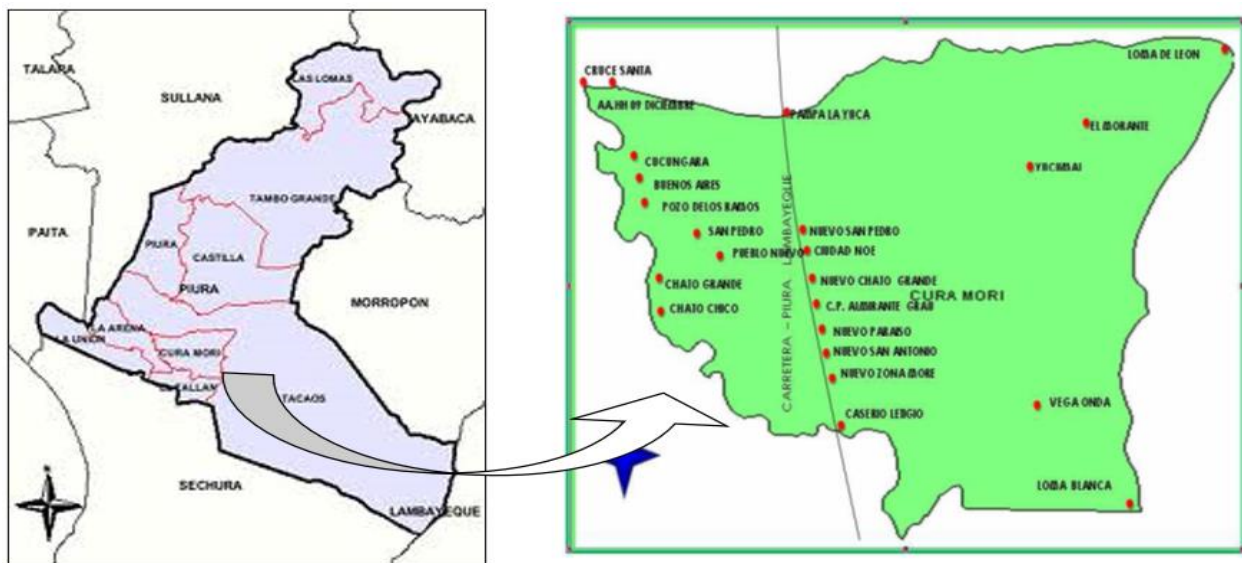 TALARA
SULLANA
LAS LOMAS
AYABACA
TAMBO GRANDE
PAITA
PIURA
CASTILLA
PIURA
MORROPON
LA ARENA
LA UNION
CURA MORI
EL TALLAN
TACAOS
SECHURA
LAMBAYEQUE
CRUCE SANTA
LOMA DE LEON
AA.HH 09 DICIEMBRE
PAMPA LA YUCA
EL MORANTE
CUCUNGARA
YUCSMAI
BUENOS AIRES
POZO DE LOS RAMOS
SAN PEDRO
NUEVO SAN PEDRO
PUEBLO NUEVO
CIUDAD NOE
CHATO GRANDE
NUEVO CHATO GRANDE
CURA MORI
CHATO CHICO
C.P. ALMIRANTE GRAU
NUEVO PARAISO
NUEVO SAN ANTONIO
NUEVO ZONA MORE
CARRETERA – PIURA LAMBAYEQUE
CASERIO LETIGIO
VEGA ONDA
LOMA BLANCA